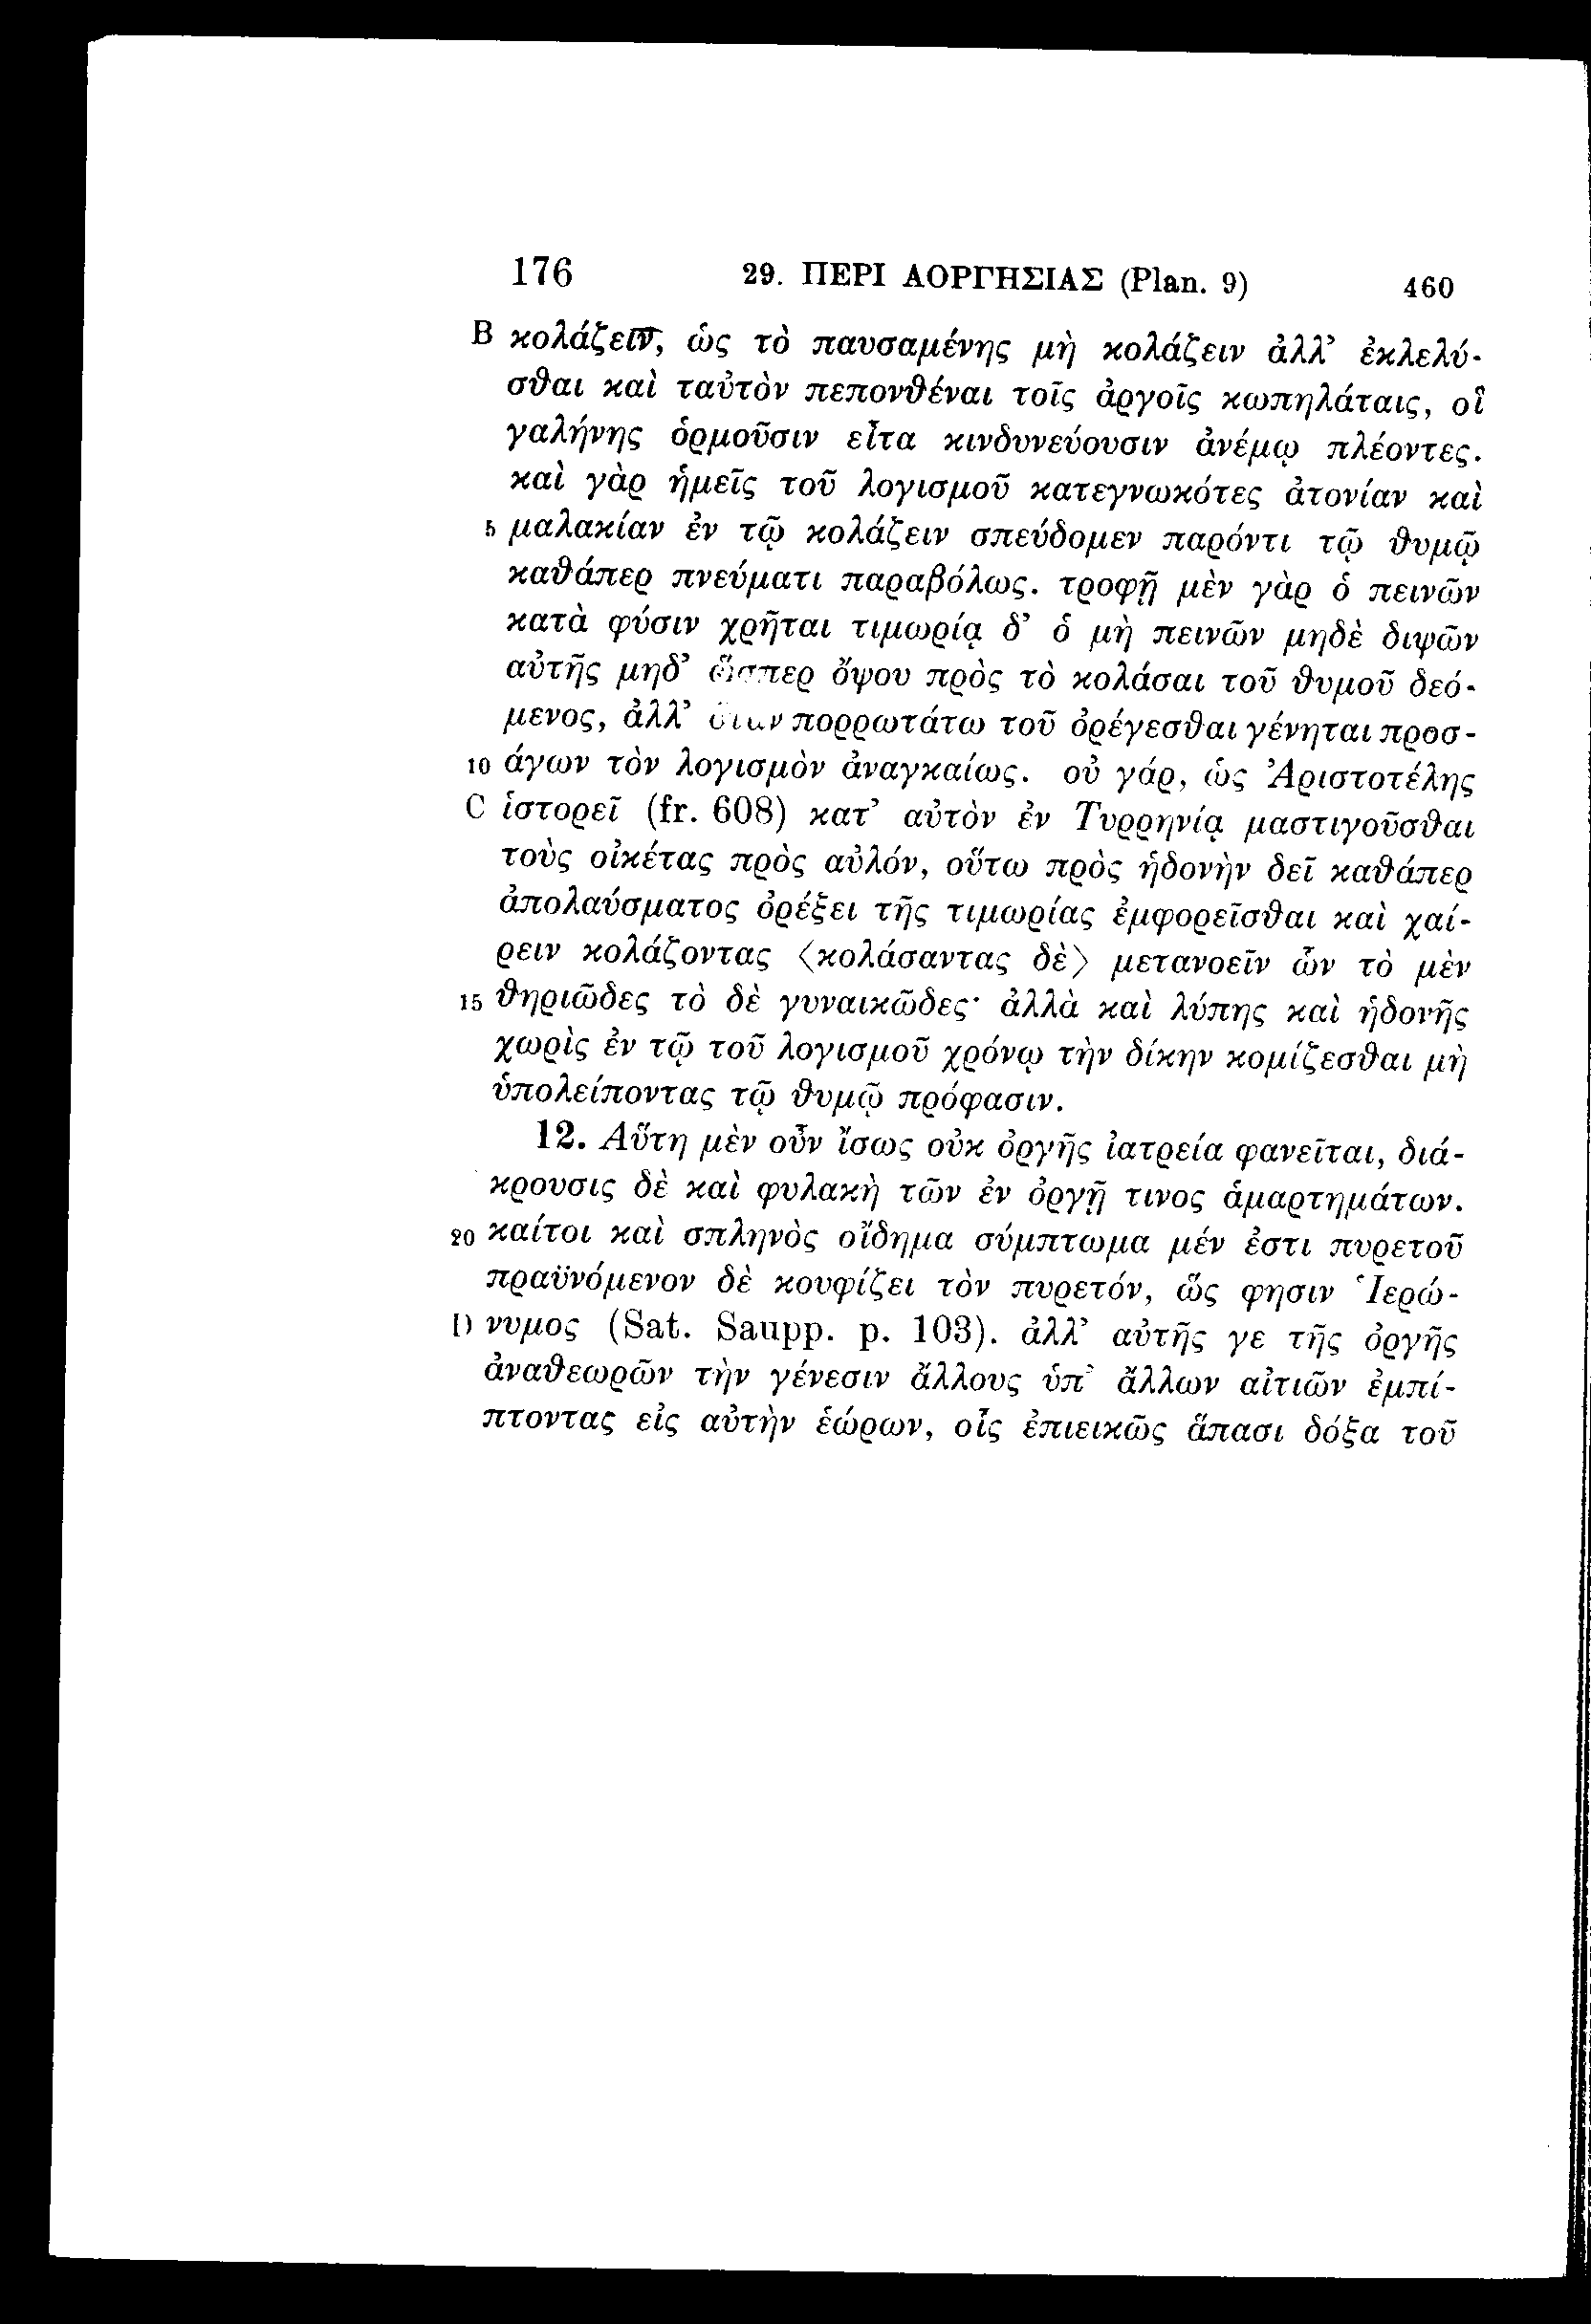 176 29. ΠΕΡΙ ΑΟΡΓΗΣΙΑΣ (Plan. 9) 460
B κολάζειν, ὡς τὸ παυσαμένης μὴ κολάζειν ἀλλ’ ἐκλελύ-
σθαι καὶ ταὐτὸν πεπονθέναι τοῖς ἀργοῖς κωπηλάταις, οἳ
γαλήνης ὁρμοῦσιν εἶτα κινδυνεύουσιν ἀνέμῳ πλέοντες.
καὶ γὰρ ἡμεῖς τοῦ λογισμοῦ κατεγνωκότες ἀτονίαν καὶ
5 μαλακίαν ἐν τῷ κολάζειν σπεύδομεν παρόντι τῷ θυμῷ
καθάπερ πνεύματι παραβόλως. τροφῇ μὲν γὰρ ὁ πεινῶν
κατὰ φύσιν χρῆται τιμωρίᾳ δ’ ὁ μὴ πεινῶν μηδὲ διψῶν
αὐτῆς μηδ’ ὥσπερ ὄψου πρὸς τὸ κολάσαι τοῦ θυμοῦ δεό-
μενος, ἀλλ’ ὅταν πορρωτάτω τοῦ ὀρέγεσθαι γένηται προσ-
10 άγων τὸν λογισμὸν ἀναγκαίως. οὐ γάρ, ὡς Ἀριστοτέλης
C ἱστορεῖ (fr. 608) κατ’ αὐτὸν ἐν Τυρρηνίᾳ μαστιγοῦσθαι
τοὺς οἰκέτας πρὸς αὐλόν, οὕτω πρὸς ἡδονὴν δεῖ καθάπερ
ἀπολαύσματος ὀρέξει τῆς τιμωρίας ἐμφορεῖσθαι καὶ χαί-
ρειν κολάζοντας ⟨κολάσαντας δὲ⟩ μετανοεῖν ὧν τὸ μὲν
15 θηριῶδες τὸ δὲ γυναικῶδες· ἀλλὰ καὶ λύπης καὶ ἡδονῆς
χωρὶς ἐν τῷ τοῦ λογισμοῦ χρόνῳ τὴν δίκην κομίζεσθαι μὴ
ὑπολείποντας τῷ θυμῷ πρόφασιν.
12. Αὕτη μὲν οὖν ἴσως οὐκ ὀργῆς ἰατρεία φανεῖται, διά-
κρουσις δὲ καὶ φυλακὴ τῶν ἐν ὀργῇ τινος ἁμαρτημάτων.
20 καίτοι καὶ σπληνὸς οἴδημα σύμπτωμα μέν ἐστι πυρετοῦ
πραϋνόμενον δὲ κουφίζει τὸν πυρετόν, ὥς φησιν Ἱερώ-
D νυμος (Sat. Saupp. p. 103). ἀλλ’ αὐτῆς γε τῆς ὀργῆς
ἀναθεωρῶν τὴν γένεσιν ἄλλους ὑπ’ ἄλλων αἰτιῶν ἐμπί-
πτοντας εἰς αὐτὴν ἑώρων, οἷς ἐπιεικῶς ἅπασι δόξα τοῦ